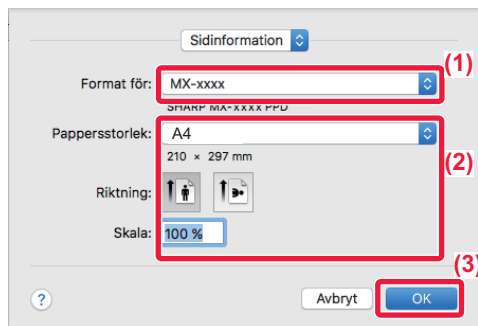 Sidinformation
(1)
Format för: MX-xxxx
SHARP MX-xxxx PPD
Pappersstorlek: A4
210 × 297 mm
(2)
Riktning:
Skala: 100 %
(3)
? Avbryt OK